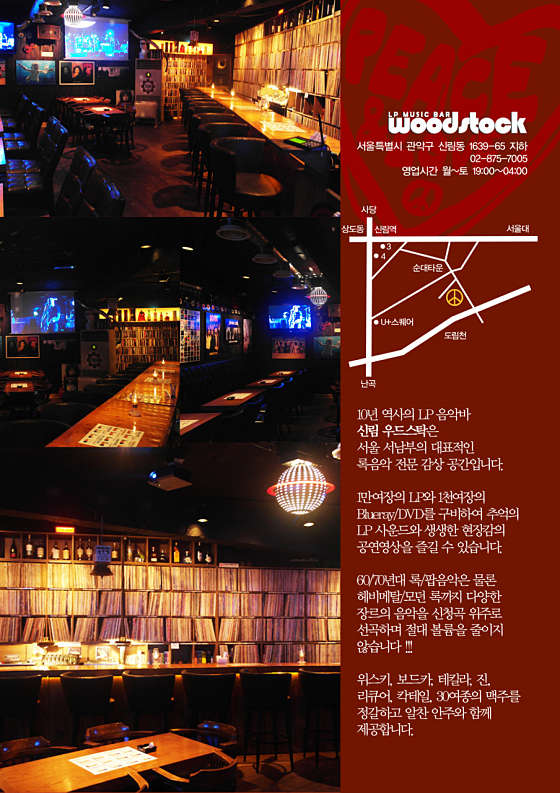 PEACE
LP MUSIC BAR
woodstock
서울특별시 관악구 신림동 1639-65 지하
02-875-7005
영업시간 월~토 19:00~04:00
사당
상도동
신림역
서울대
3
4
순대타운
U+스퀘어
도림천
난곡
10년 역사의 LP 음악바
신림 우드스탁은
서울 서남부의 대표적인
록음악 전문 감상 공간입니다.
1만여장의 LP와 1천여장의
Blueray/DVD를 구비하여 추억의
LP 사운드와 생생한 현장감의
공연영상을 즐길 수 있습니다.
60/70년대 록/팝음악은 물론
헤비메탈/모던 록까지 다양한
장르의 음악을 신청곡 위주로
선곡하며 절대 볼륨을 줄이지
않습니다 !!!
위스키, 보드카, 테킬라, 진,
리큐어, 칵테일, 30여종의 맥주를
정갈하고 알찬 안주와 함께
제공합니다.